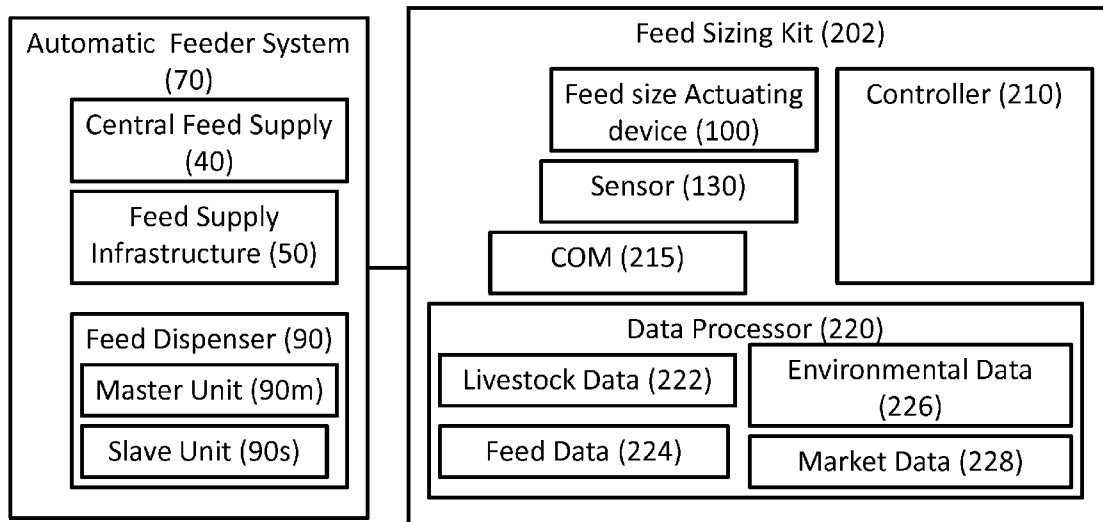 Automatic Feeder System
(70)
Central Feed Supply
(40)
Feed Supply
Infrastructure (50)
Feed Dispenser (90)
Master Unit (90m)
Slave Unit (90s)
Feed Sizing Kit (202)
Feed size Actuating
device (100)
Sensor (130)
COM (215)
Controller (210)
Data Processor (220)
Livestock Data (222)
Feed Data (224)
Environmental Data
(226)
Market Data (228)